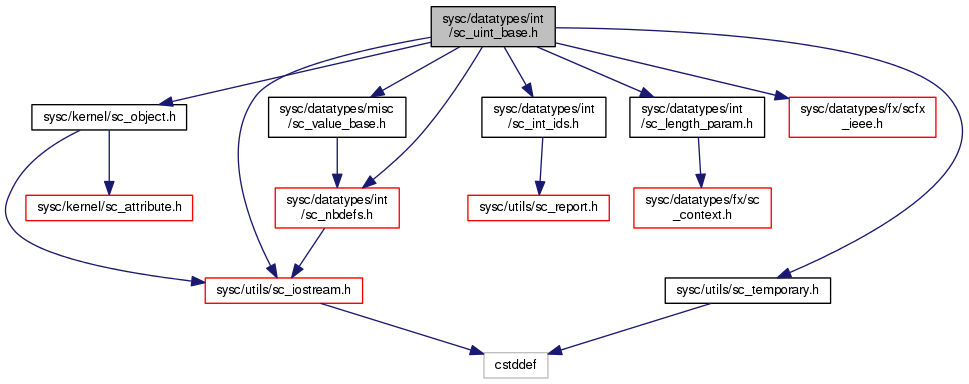 sysc/datatypes/int
/sc_uint_base.h
sysc/kernel/sc_object.h
sysc/datatypes/misc
/sc_value_base.h
sysc/datatypes/int
/sc_int_ids.h
sysc/datatypes/int
/sc_length_param.h
sysc/datatypes/fx/scfx
_ieee.h
sysc/kernel/sc_attribute.h
sysc/datatypes/int
/sc_nbdefs.h
sysc/utils/sc_report.h
sysc/datatypes/fx/sc
_context.h
sysc/utils/sc_iostream.h
sysc/utils/sc_temporary.h
cstddef